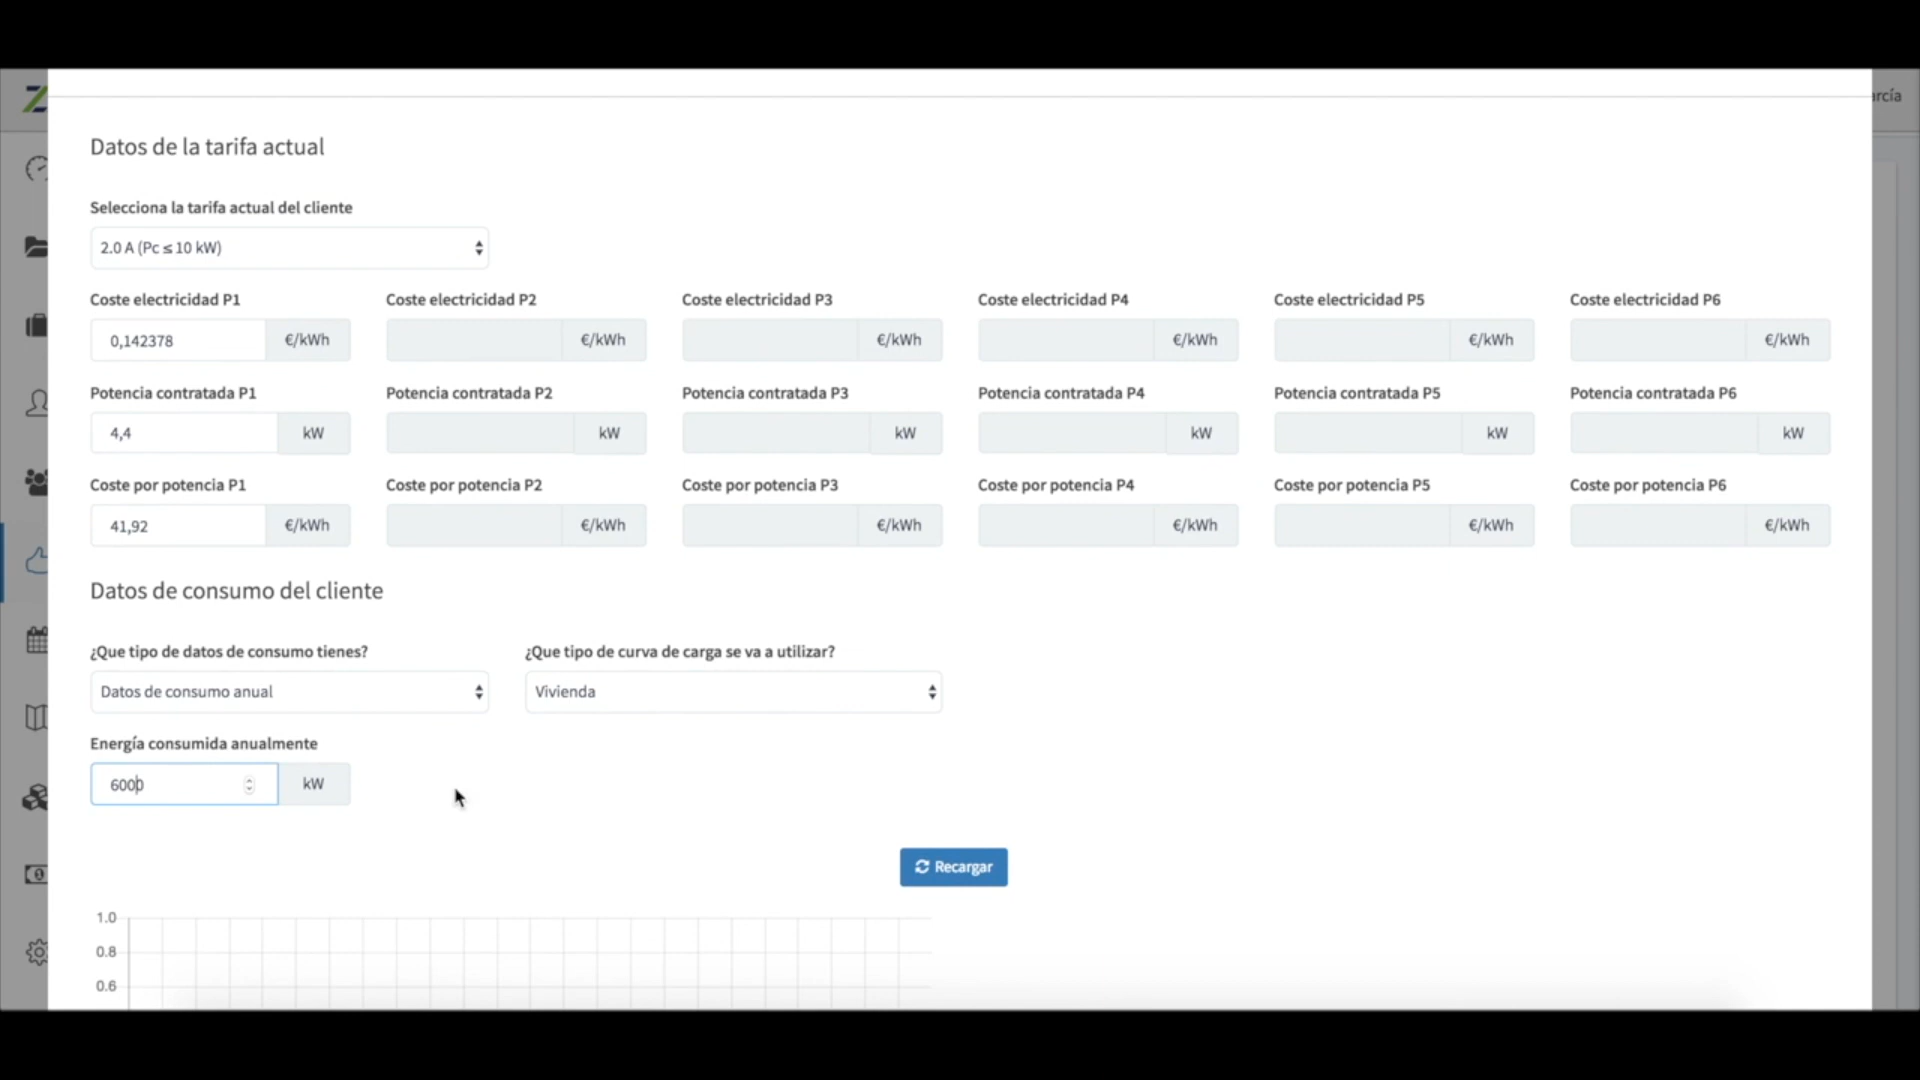 arcía
Datos de la tarifa actual
Selecciona la tarifa actual del cliente
2.0 A (Pc ≤ 10 kW)
Coste electricidad P1 Coste electricidad P2 Coste electricidad P3 Coste electricidad P4 Coste electricidad P5 Coste electricidad P6
0,142378 €/kWh €/kWh €/kWh €/kWh €/kWh €/kWh
Potencia contratada P1 Potencia contratada P2 Potencia contratada P3 Potencia contratada P4 Potencia contratada P5 Potencia contratada P6
4,4 kW kW kW kW kW kW
Coste por potencia P1 Coste por potencia P2 Coste por potencia P3 Coste por potencia P4 Coste por potencia P5 Coste por potencia P6
41,92 €/kWh €/kWh €/kWh €/kWh €/kWh €/kWh
Datos de consumo del cliente
¿Que tipo de datos de consumo tienes? ¿Que tipo de curva de carga se va a utilizar?
Datos de consumo anual Vivienda
Energía consumida anualmente
6000 kW
Recargar
1.0
0.8
0.6